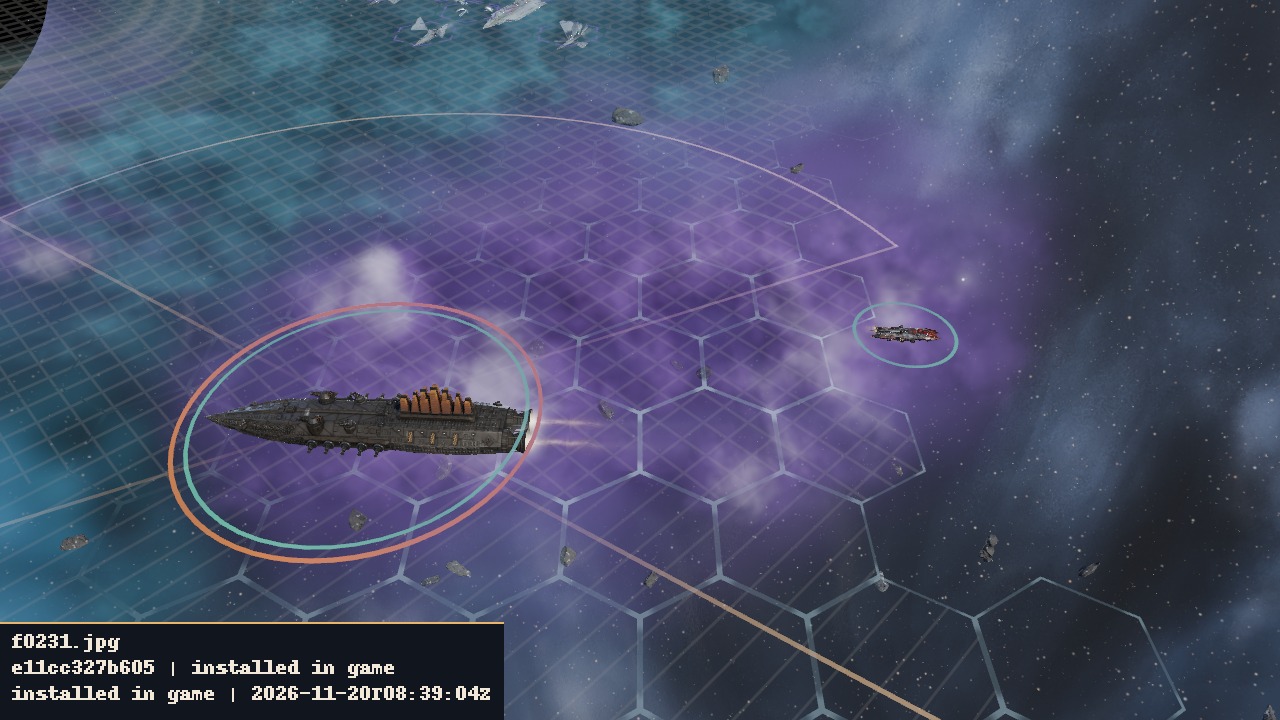 f0231.jpg
e11cc327b605 | installed in game
installed in game | 2026-11-20T08:39:04Z